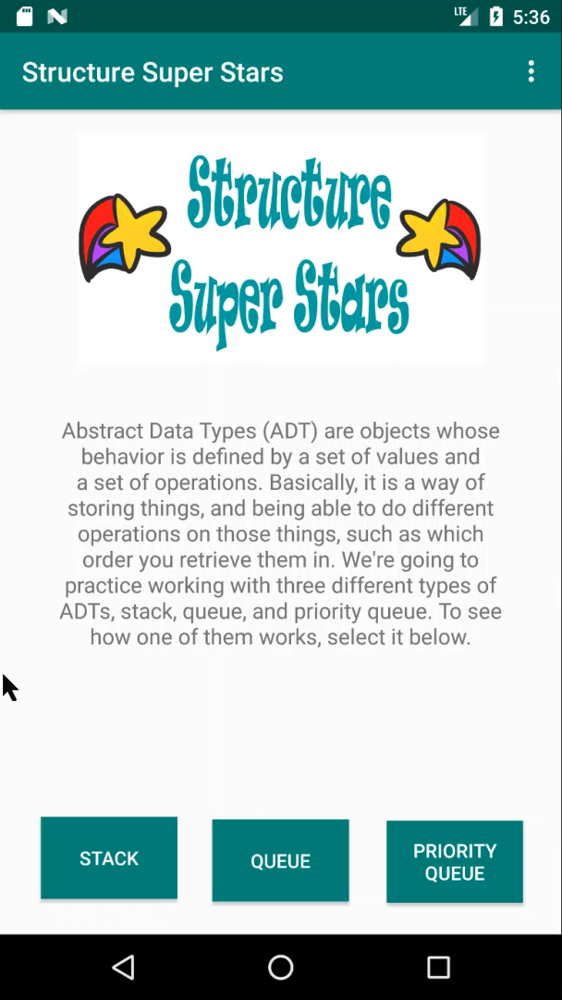 LTE 5:36
Structure Super Stars
Structure
Super Stars
Abstract Data Types (ADT) are objects whose
behavior is defined by a set of values and
a set of operations. Basically, it is a way of
storing things, and being able to do different
operations on those things, such as which
order you retrieve them in. We're going to
practice working with three different types of
ADTs, stack, queue, and priority queue. To see
how one of them works, select it below.
STACK
QUEUE
PRIORITY
QUEUE